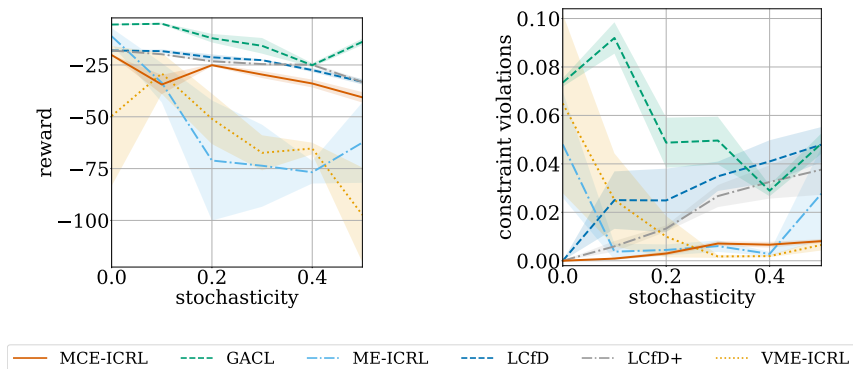 reward
−25
−50
−75
−100
0.0 0.2 0.4
stochasticity
constraint violations
0.10
0.08
0.06
0.04
0.02
0.00
0.0 0.2 0.4
stochasticity
MCE-ICRL GACL ME-ICRL LCfD LCfD+ VME-ICRL